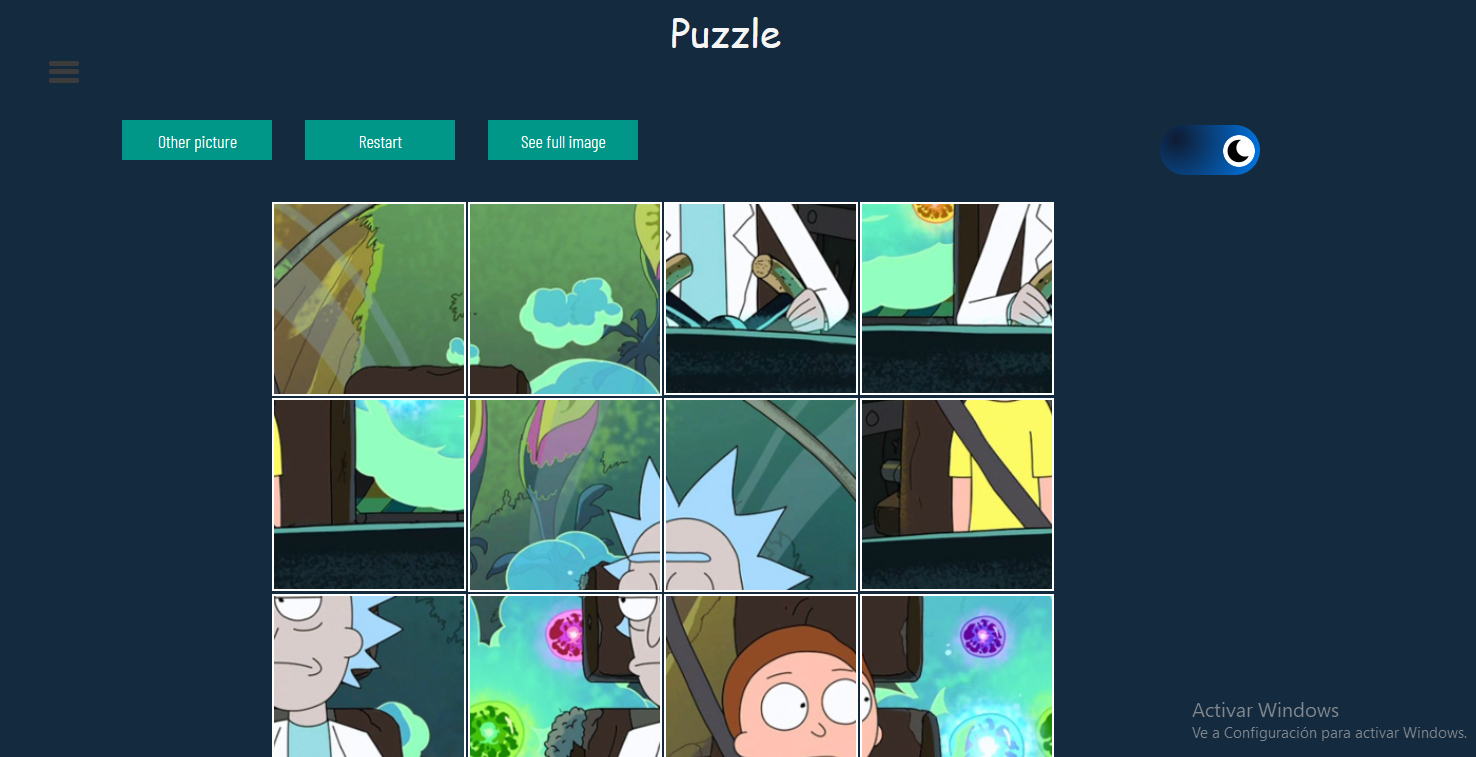 Puzzle
Other picture
Restart
See full image
Activar Windows
Ve a Configuración para activar Windows.